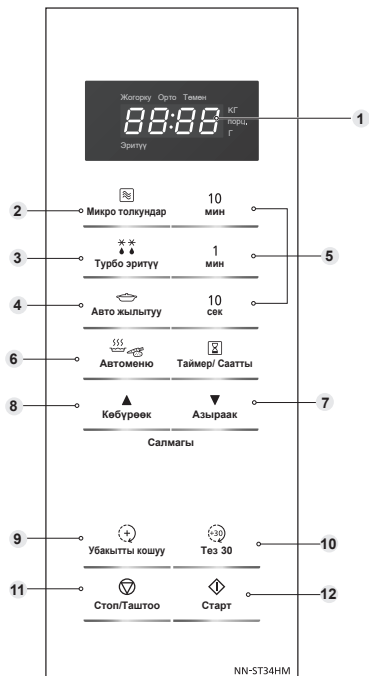 Жогорку Орто Төмен
88:88
КГ
порц.
Г
Эритүү
1
2
Микро толкундар
10
мин
3
Турбо эритүү
1
мин
5
4
Авто жылытуу
10
сек
6
Автоменю
Таймер/ Саатты
8
Көбүрөөк
Азыраак
7
Салмагы
9
Убакытты кошуу
+30
Тез 30
10
11
Стоп/Таштоо
Старт
12
NN-ST34HM